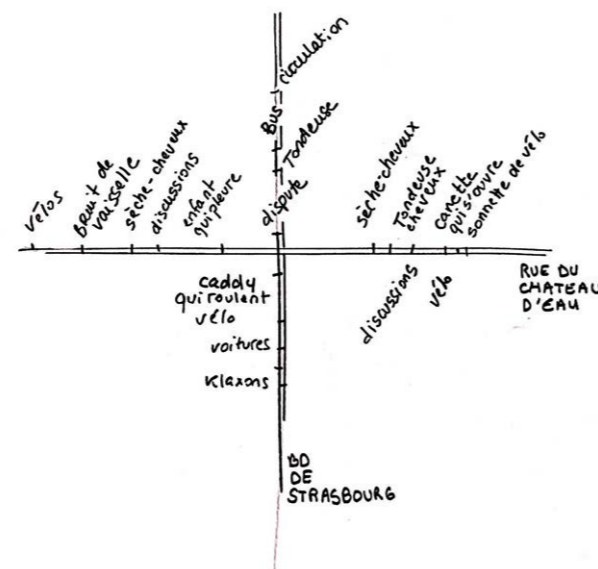 circulation
Bus
Tondeuse
dispute
vélos
Bruit de
vaisselle
sèche-cheveux
discussions
enfant
qui pleure
sèche-cheveux
Tondeuse
cheveux
canette
qui s'ouvre
sonnette de vélo
caddy
qui roulant
vélo
voitures
Klaxons
discussions
vélo
RUE DU
CHATEAU
D'EAU
BD
DE
STRASBOURG